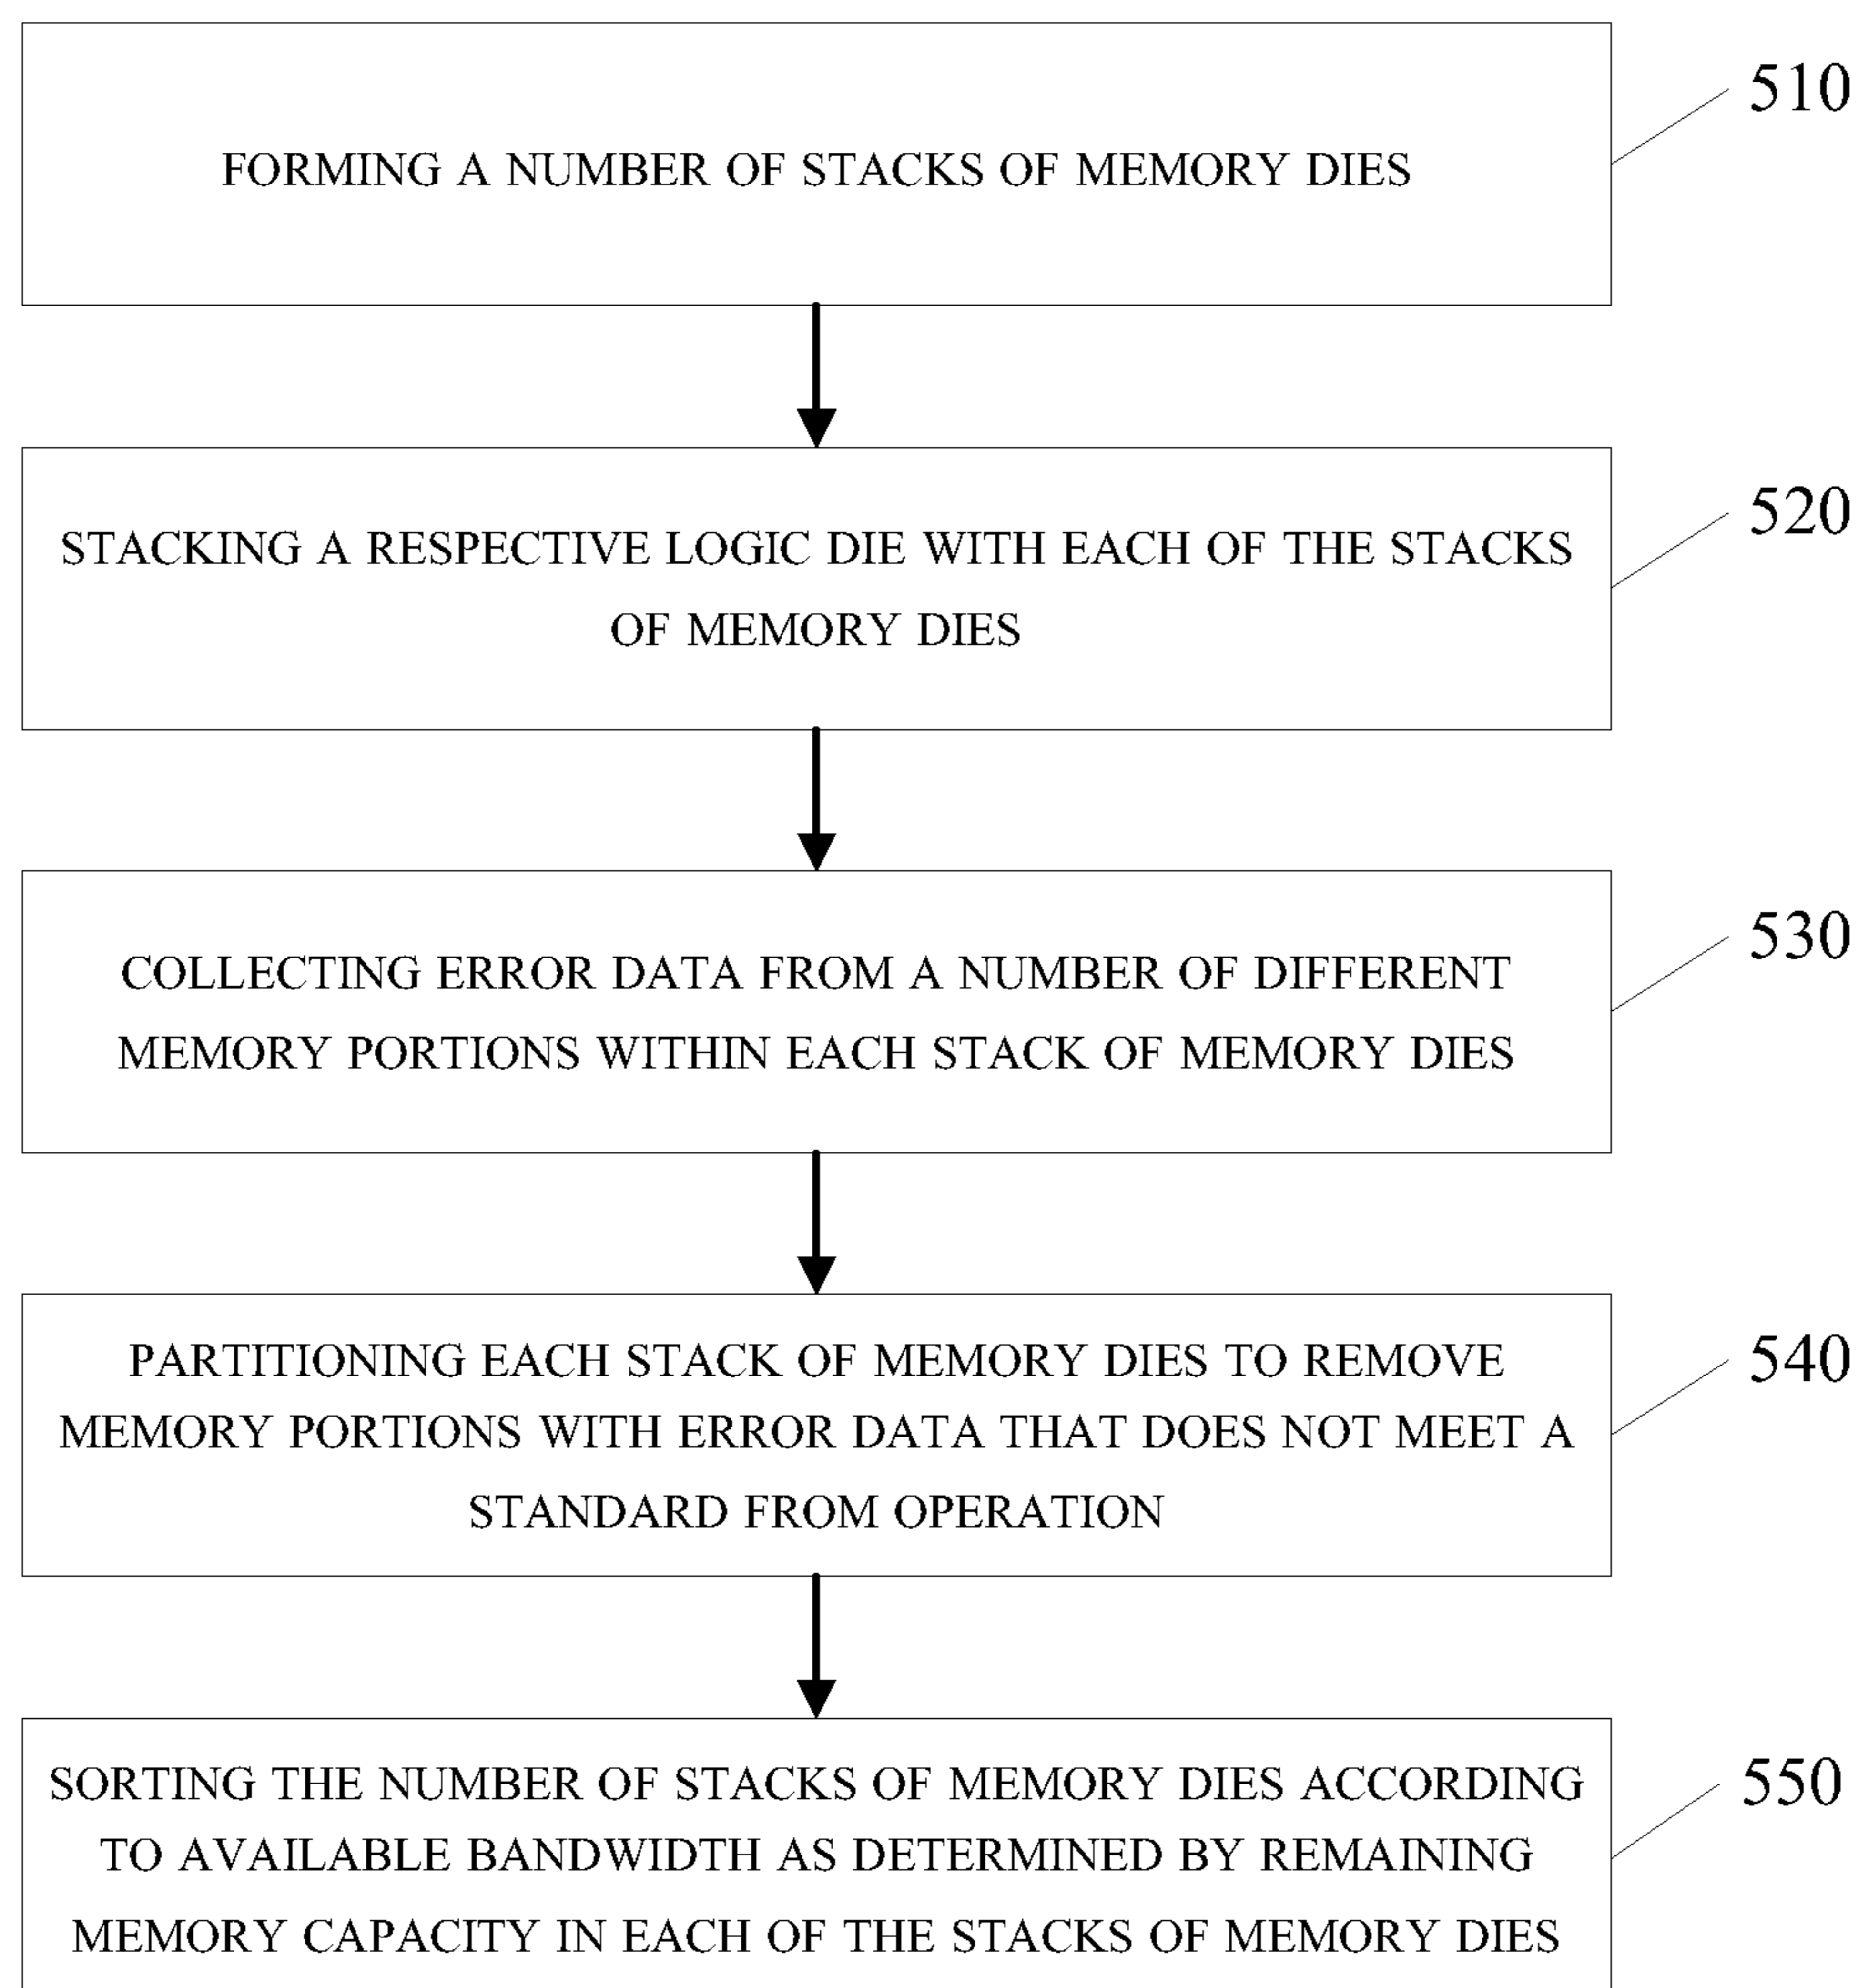 510
FORMING A NUMBER OF STACKS OF MEMORY DIES
520
STACKING A RESPECTIVE LOGIC DIE WITH EACH OF THE STACKS
OF MEMORY DIES
530
COLLECTING ERROR DATA FROM A NUMBER OF DIFFERENT
MEMORY PORTIONS WITHIN EACH STACK OF MEMORY DIES
540
PARTITIONING EACH STACK OF MEMORY DIES TO REMOVE
MEMORY PORTIONS WITH ERROR DATA THAT DOES NOT MEET A
STANDARD FROM OPERATION
550
SORTING THE NUMBER OF STACKS OF MEMORY DIES ACCORDING
TO AVAILABLE BANDWIDTH AS DETERMINED BY REMAINING
MEMORY CAPACITY IN EACH OF THE STACKS OF MEMORY DIES